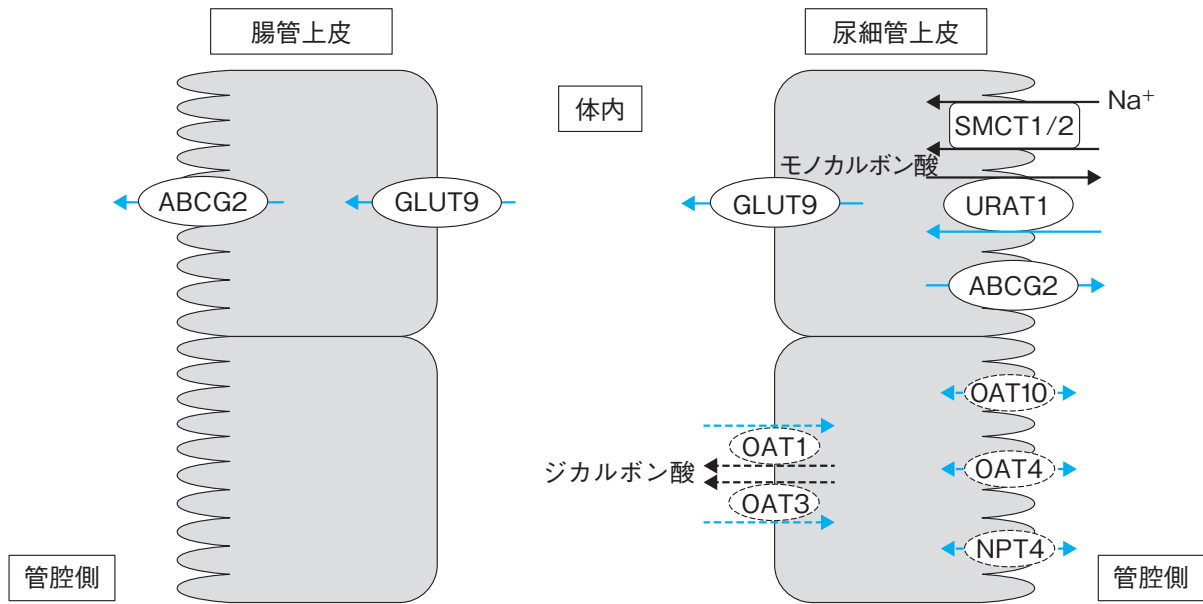 腸管上皮
尿細管上皮
体内
Na⁺
SMCT1/2
モノカルボン酸
ABCG2
GLUT9
GLUT9
URAT1
ABCG2
OAT10
OAT1
ジカルボン酸
OAT4
OAT3
NPT4
管腔側
管腔側